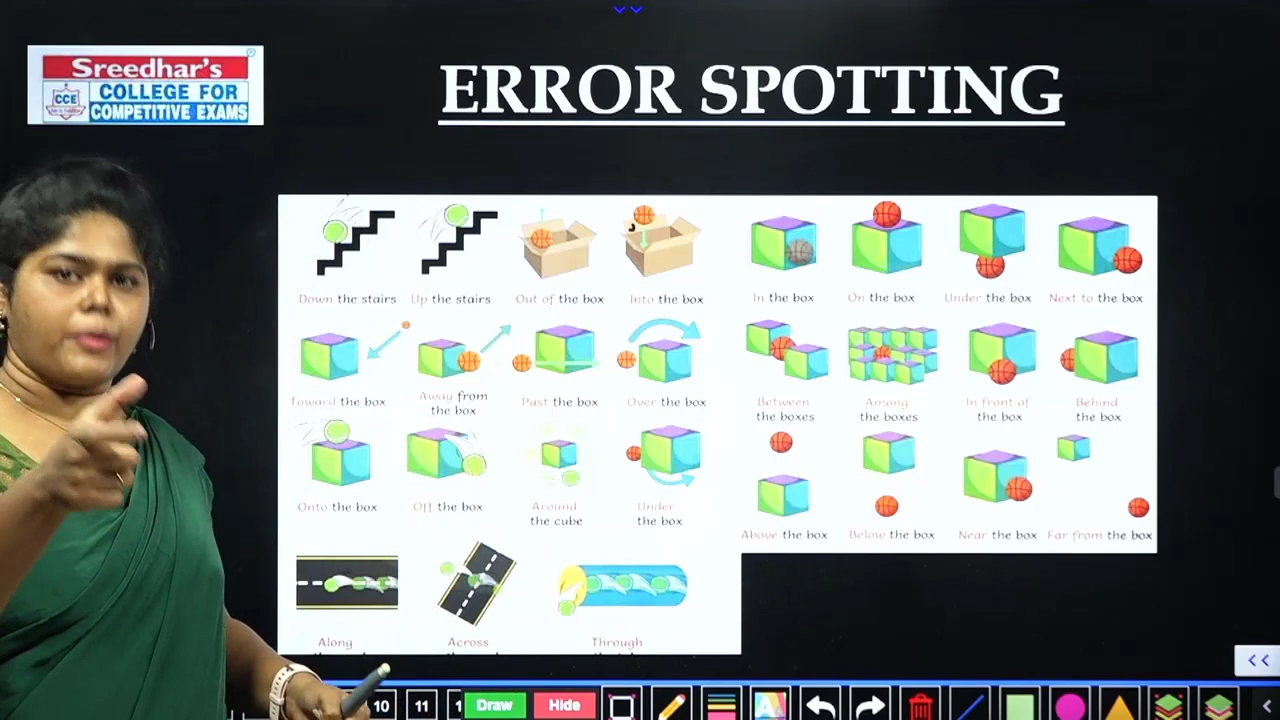 Sreedhar's
CCE
COLLEGE FOR
COMPETITIVE EXAMS
ERROR SPOTTING
Down the stairs
Up the stairs
Out of the box
Into the box
In the box
On the box
Under the box
Next to the box
Toward the box
Away from
the box
Past the box
Over the box
Between
the boxes
Among
the boxes
In front of
the box
Behind
the box
Onto the box
Off the box
Around
the cube
Under
the box
Above the box
Below the box
Near the box
Far from the box
Along
Across
Through
10
11
Draw
Hide